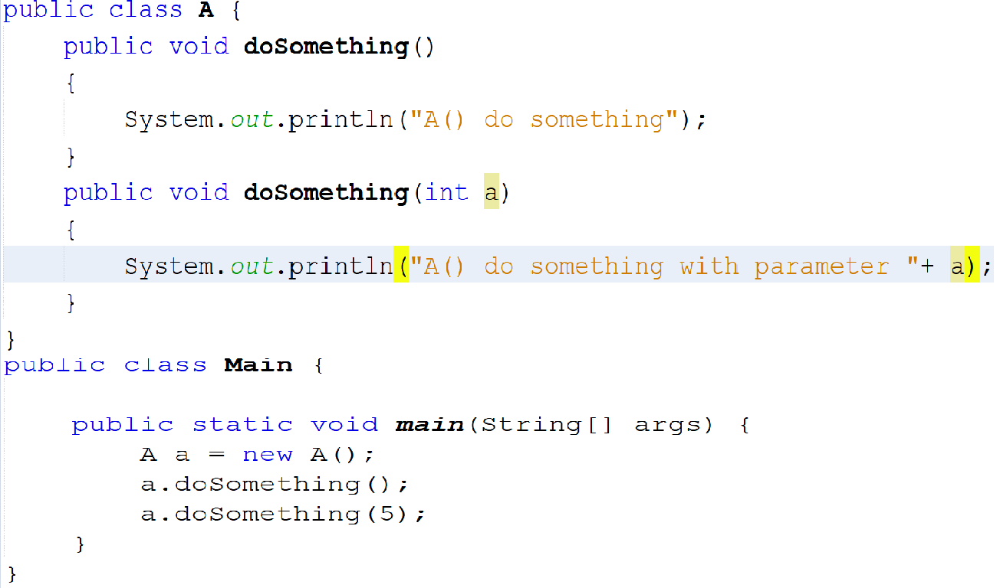 public class A {
    public void doSomething()
    {
        System.out.println("A() do something");
    }
    public void doSomething(int a)
    {
        System.out.println("A() do something with parameter "+ a);
    }
}
public class Main {
    public static void main(String[] args) {
        A a = new A();
        a.doSomething();
        a.doSomething(5);
    }
}